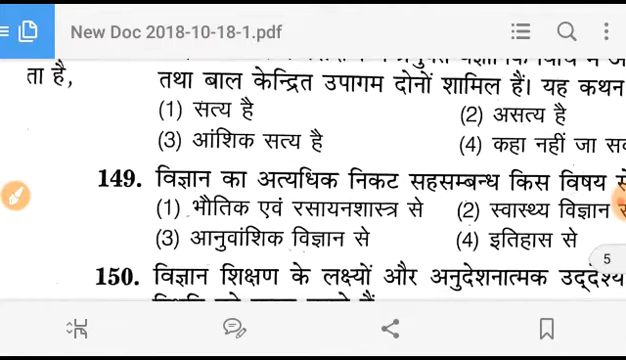 New Doc 2018-10-18-1.pdf
ता है,
तथा बाल केन्द्रित उपागम दोनों शामिल हैं। यह कथन
(1) सत्य है
(2) असत्य है
(3) आंशिक सत्य है
(4) कहा नहीं जा
149. विज्ञान का अत्यधिक निकट सहसम्बन्ध किस विषय
(1) भौतिक एवं रसायनशास्त्र से (2) स्वास्थ्य विज्ञान
(3) आनुवांशिक विज्ञान से (4) इतिहास से
5
150. विज्ञान शिक्षण के लक्ष्यों और अनुदेशनात्मक उद्देश्य